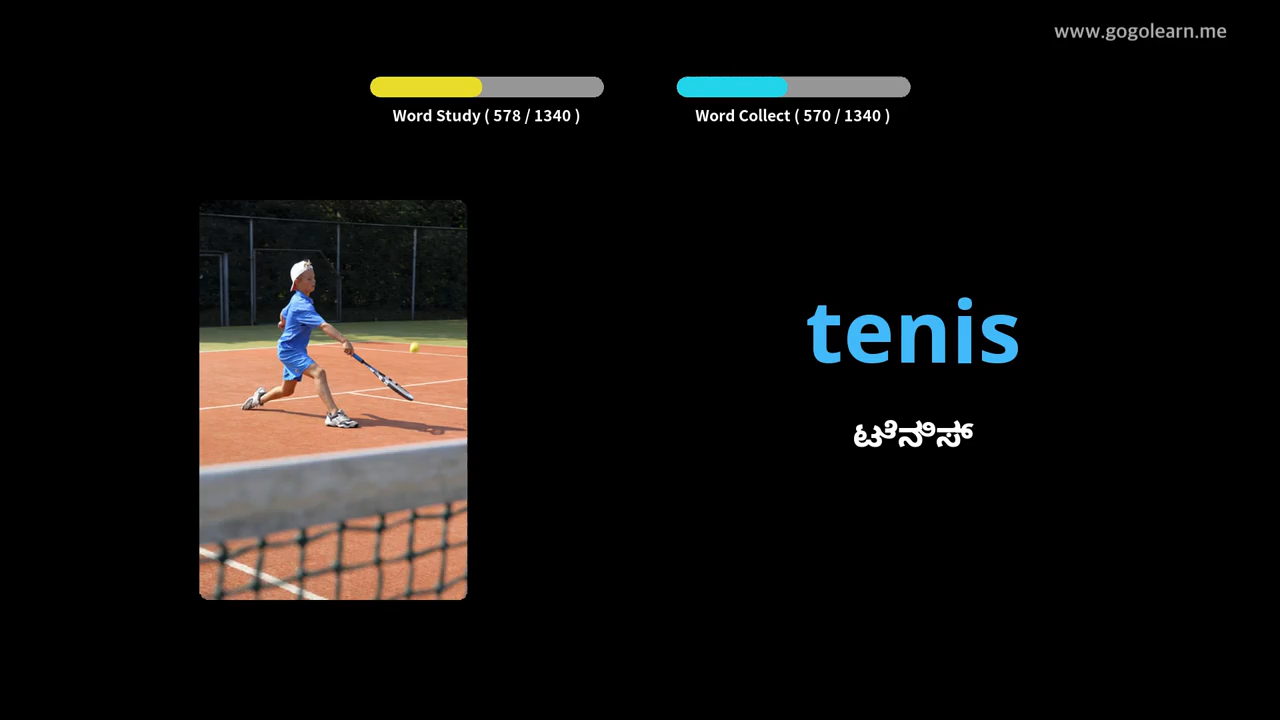 www.gogolearn.me
Word Study ( 578 / 1340 )
Word Collect ( 570 / 1340 )
tenis
ಟೆನಿಸ್